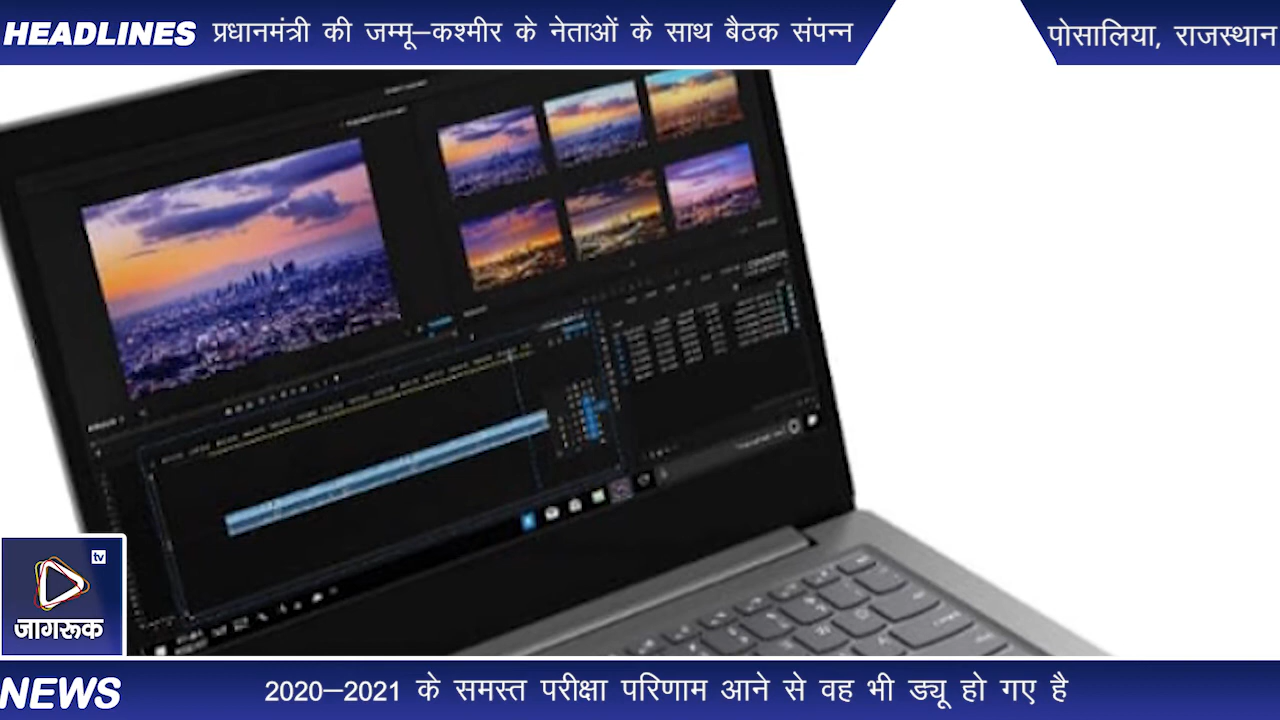 HEADLINES प्रधानमंत्री की जम्मू–कश्मीर के नेताओं के साथ बैठक संपन्न
पोसालिया, राजस्थान
tv
जागरूक
NEWS 2020–2021 के समस्त परीक्षा परिणाम आने से वह भी ड्यू हो गए है